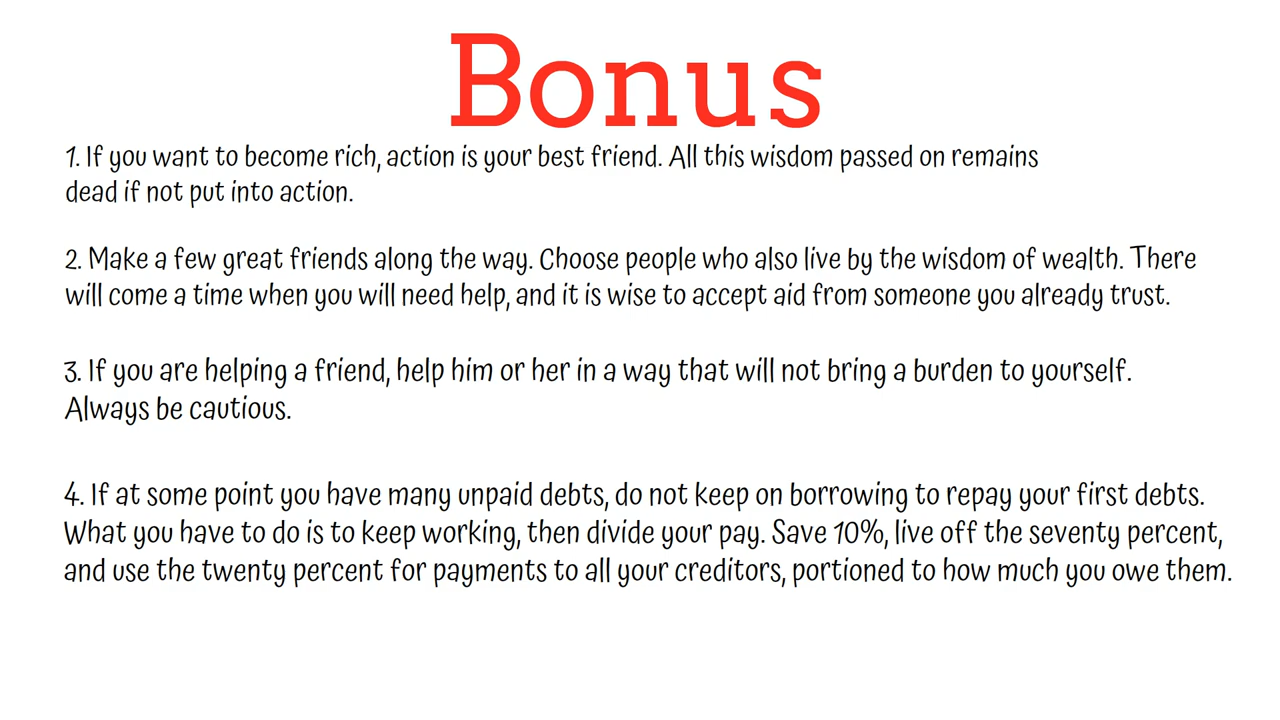 Bonus
1. If you want to become rich, action is your best friend. All this wisdom passed on remains
dead if not put into action.
2. Make a few great friends along the way. Choose people who also live by the wisdom of wealth. There
will come a time when you will need help, and it is wise to accept aid from someone you already trust.
3. If you are helping a friend, help him or her in a way that will not bring a burden to yourself.
Always be cautious.
4. If at some point you have many unpaid debts, do not keep on borrowing to repay your first debts.
What you have to do is to keep working, then divide your pay. Save 10%, live off the seventy percent,
and use the twenty percent for payments to all your creditors, portioned to how much you owe them.